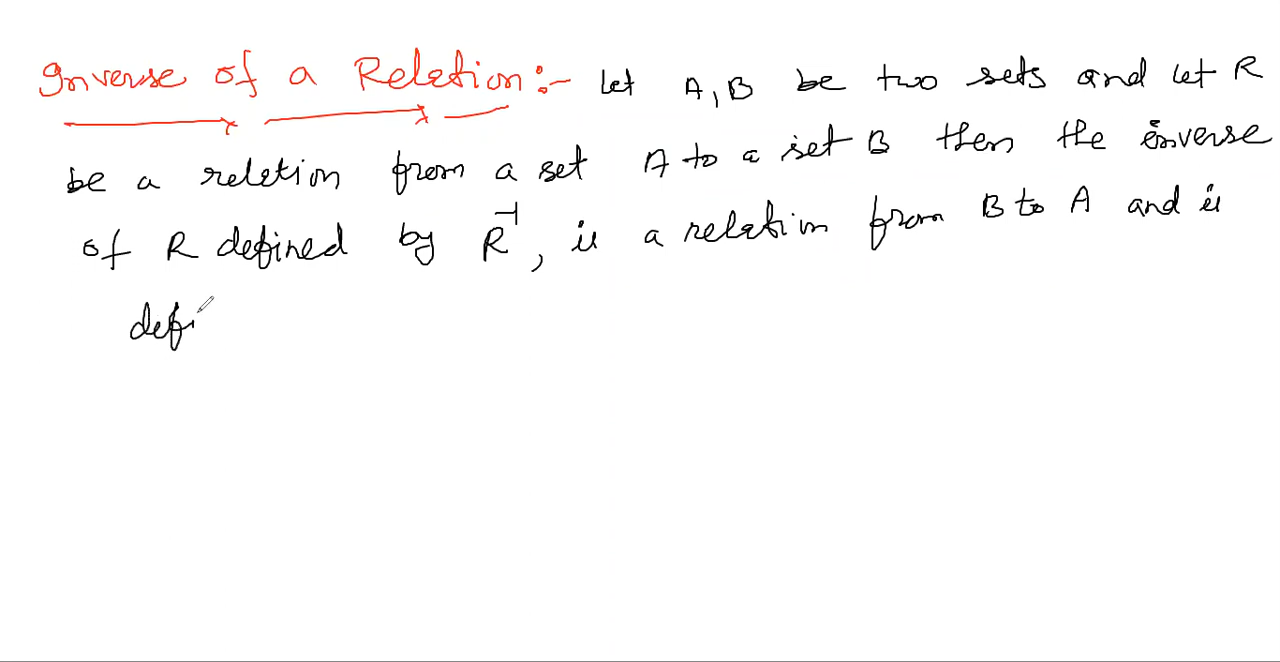 Inverse of a Relation :- Let A, B be two sets and let R
be a relation from a set A to a set B then the inverse
of R defined by R⁻¹, is a relation from B to A and is
defi